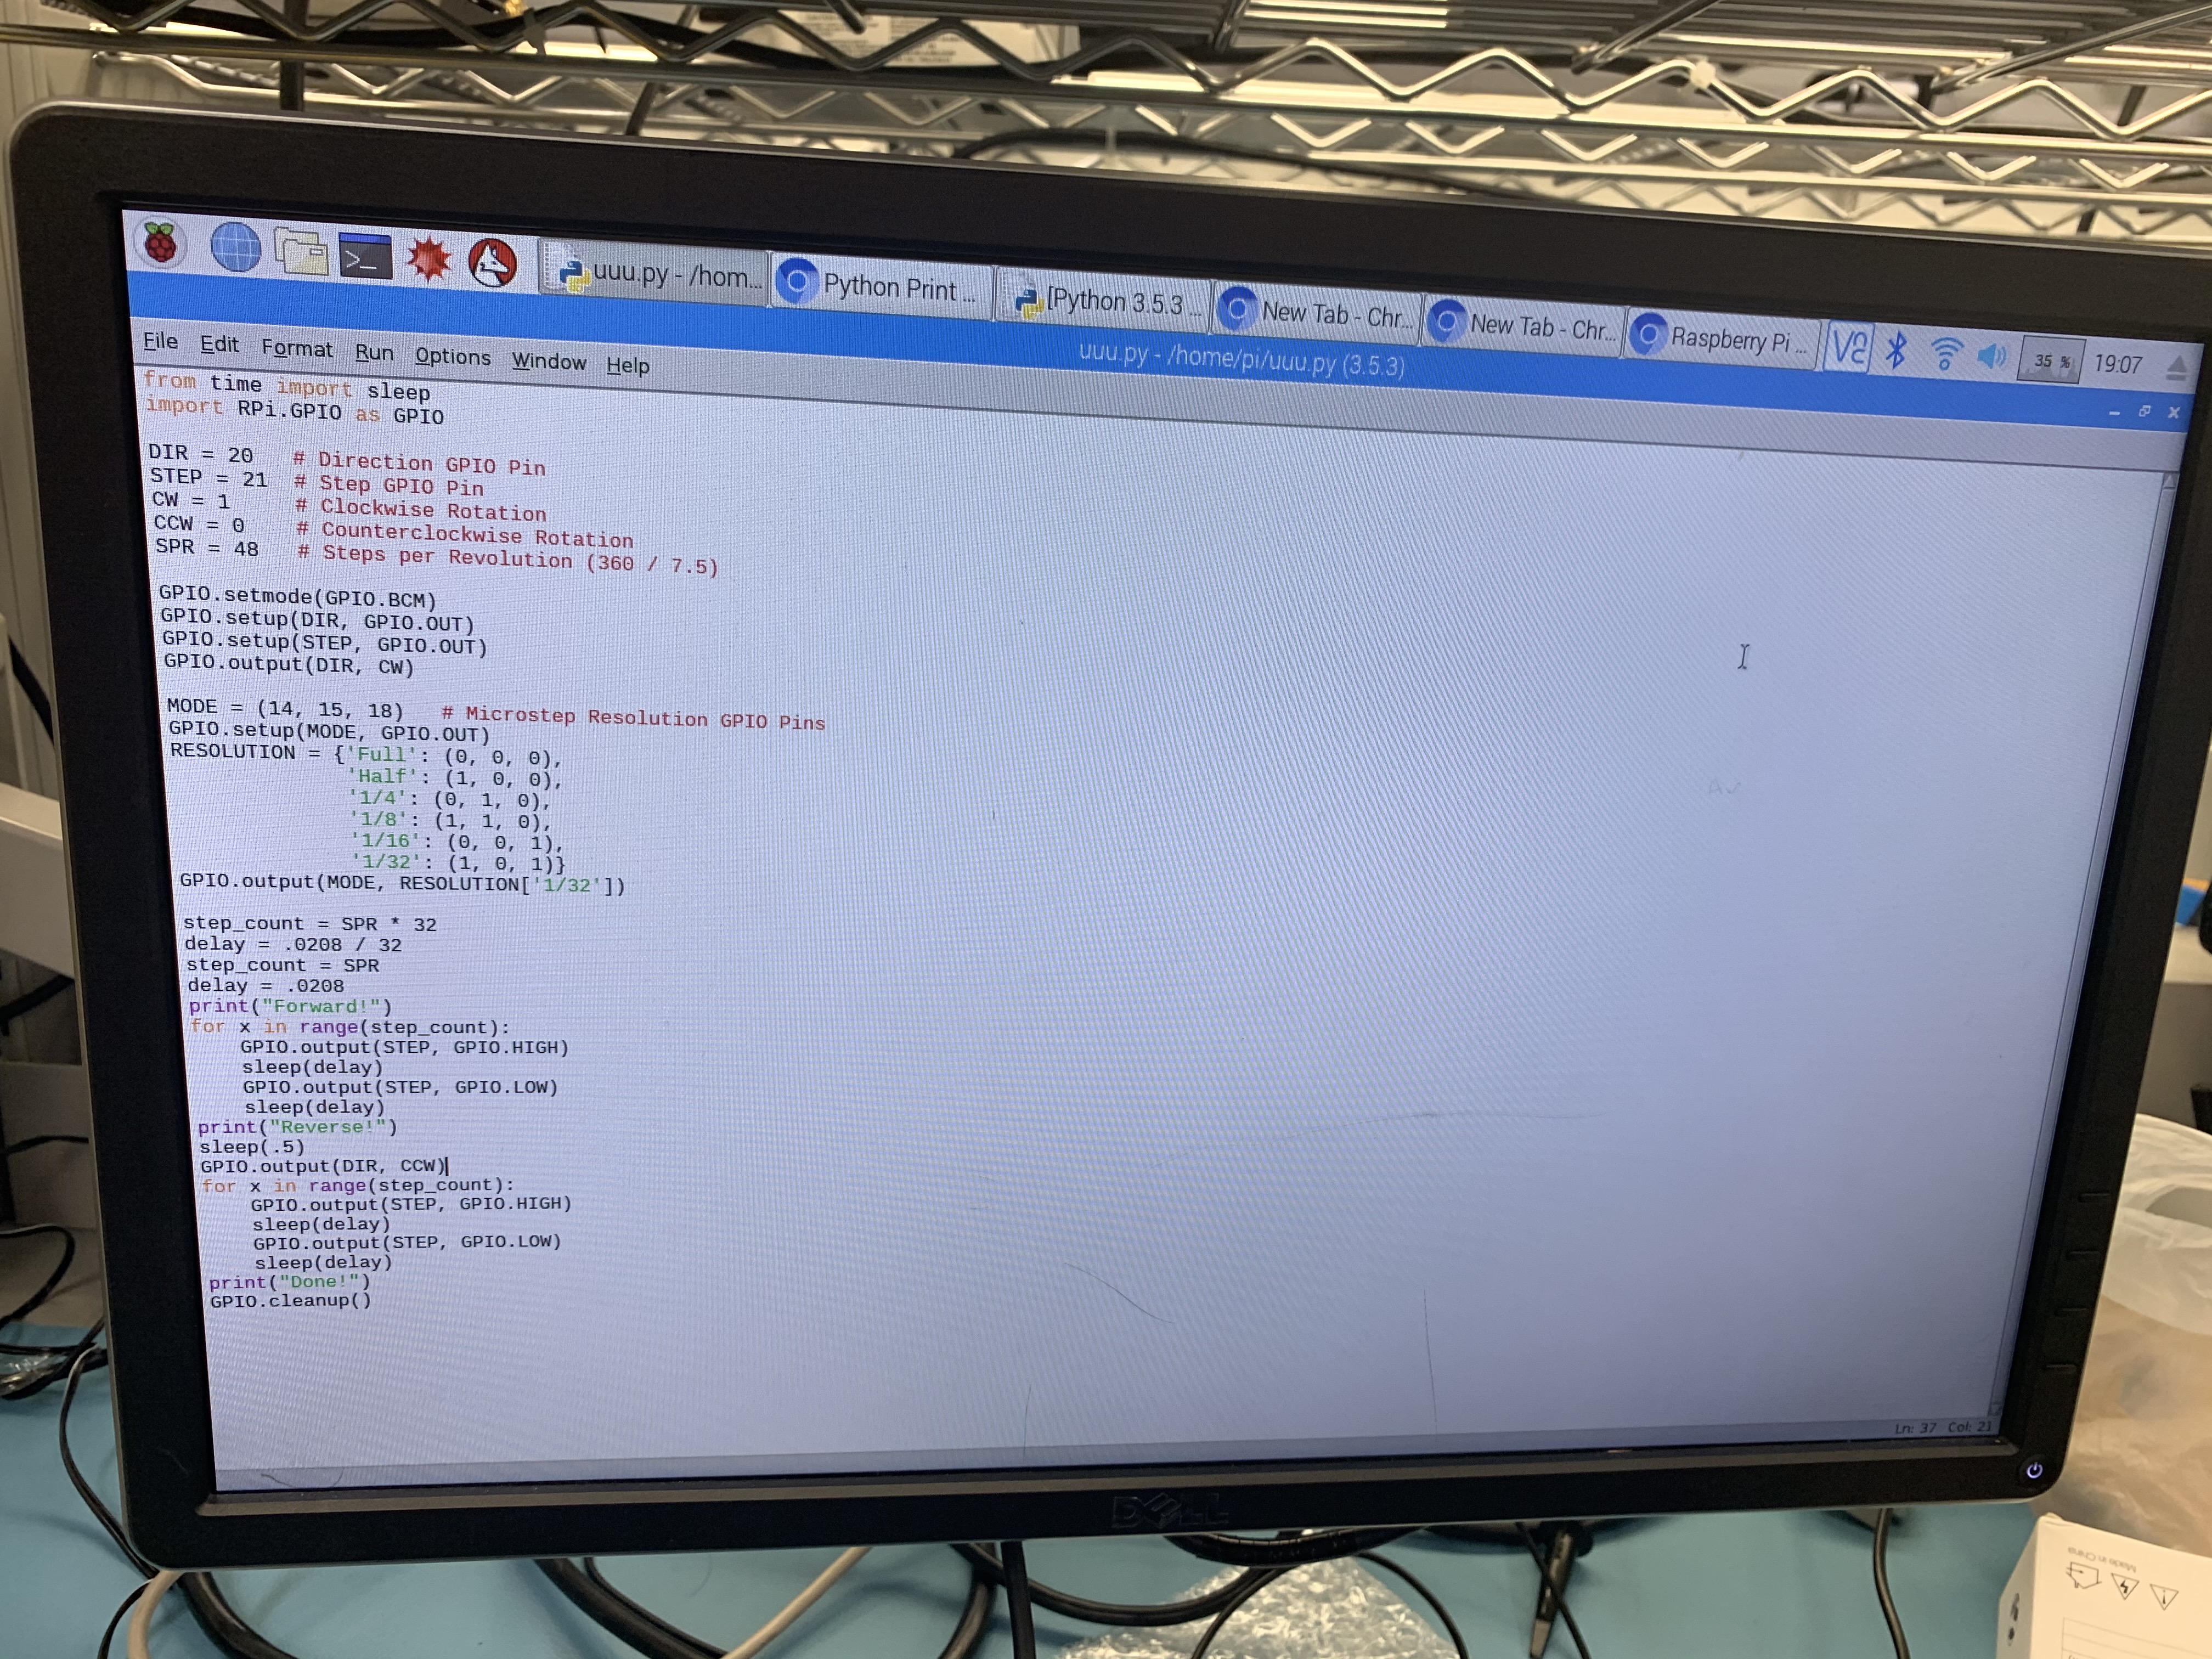 uuu.py - /hom...
Python Print ...
[Python 3.5.3 ...
New Tab - Chr...
New Tab - Chr...
Raspberry Pi ...
35 %
19:07
uuu.py - /home/pi/uuu.py (3.5.3)
File Edit Format Run Options Window Help
from time import sleep
import RPi.GPIO as GPIO
DIR = 20 # Direction GPIO Pin
STEP = 21 # Step GPIO Pin
CW = 1 # Clockwise Rotation
CCW = 0 # Counterclockwise Rotation
SPR = 48 # Steps per Revolution (360 / 7.5)
GPIO.setmode(GPIO.BCM)
GPIO.setup(DIR, GPIO.OUT)
GPIO.setup(STEP, GPIO.OUT)
GPIO.output(DIR, CW)
MODE = (14, 15, 18) # Microstep Resolution GPIO Pins
GPIO.setup(MODE, GPIO.OUT)
RESOLUTION = {'Full': (0, 0, 0),
'Half': (1, 0, 0),
'1/4': (0, 1, 0),
'1/8': (1, 1, 0),
'1/16': (0, 0, 1),
'1/32': (1, 0, 1)}
GPIO.output(MODE, RESOLUTION['1/32'])
step_count = SPR * 32
delay = .0208 / 32
step_count = SPR
delay = .0208
print("Forward!")
for x in range(step_count):
GPIO.output(STEP, GPIO.HIGH)
sleep(delay)
GPIO.output(STEP, GPIO.LOW)
sleep(delay)
print("Reverse!")
sleep(.5)
GPIO.output(DIR, CCW)
for x in range(step_count):
GPIO.output(STEP, GPIO.HIGH)
sleep(delay)
GPIO.output(STEP, GPIO.LOW)
sleep(delay)
print("Done!")
GPIO.cleanup()
Ln: 37 Col: 21
DELL
Made in China